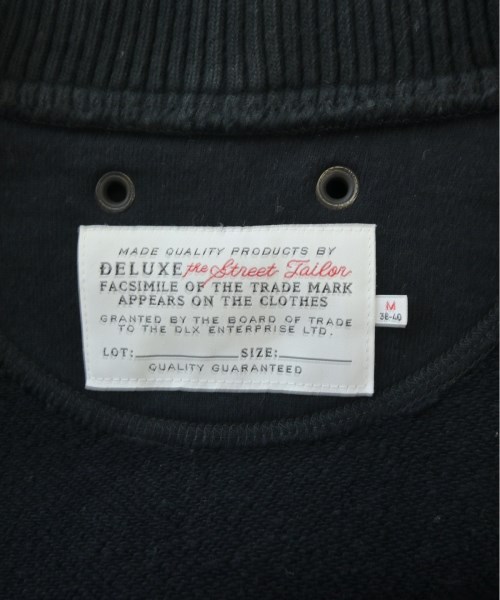 MADE QUALITY PRODUCTS BY
DELUXE the Street Tailor
FACSIMILE OF THE TRADE MARK
APPEARS ON THE CLOTHES
GRANTED BY THE BOARD OF TRADE
TO THE DLX ENTERPRISE LTD.
LOT: SIZE:
QUALITY GUARANTEED
M
38-40